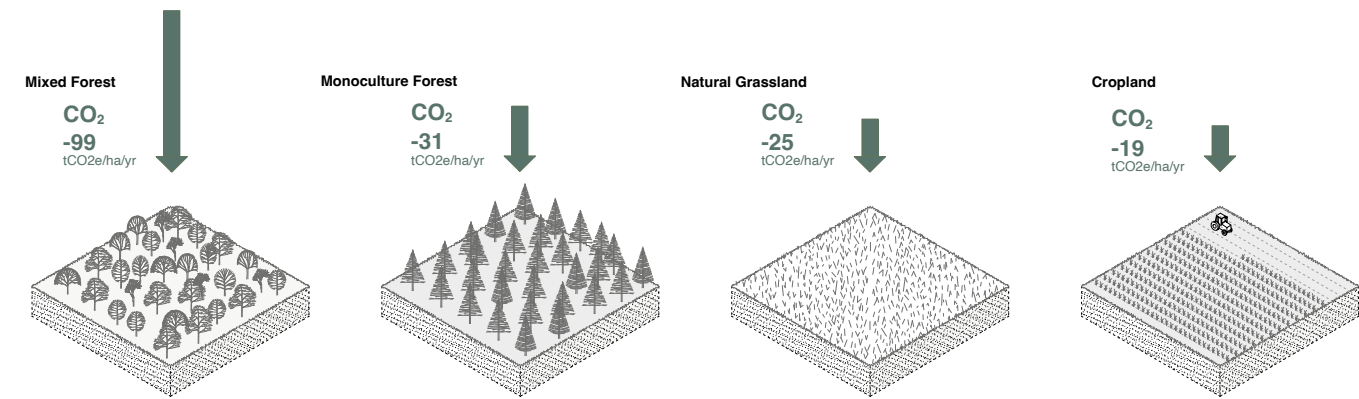 Mixed Forest
CO₂
-99
tCO2e/ha/yr
Monoculture Forest
CO₂
-31
tCO2e/ha/yr
Natural Grassland
CO₂
-25
tCO2e/ha/yr
Cropland
CO₂
-19
tCO2e/ha/yr